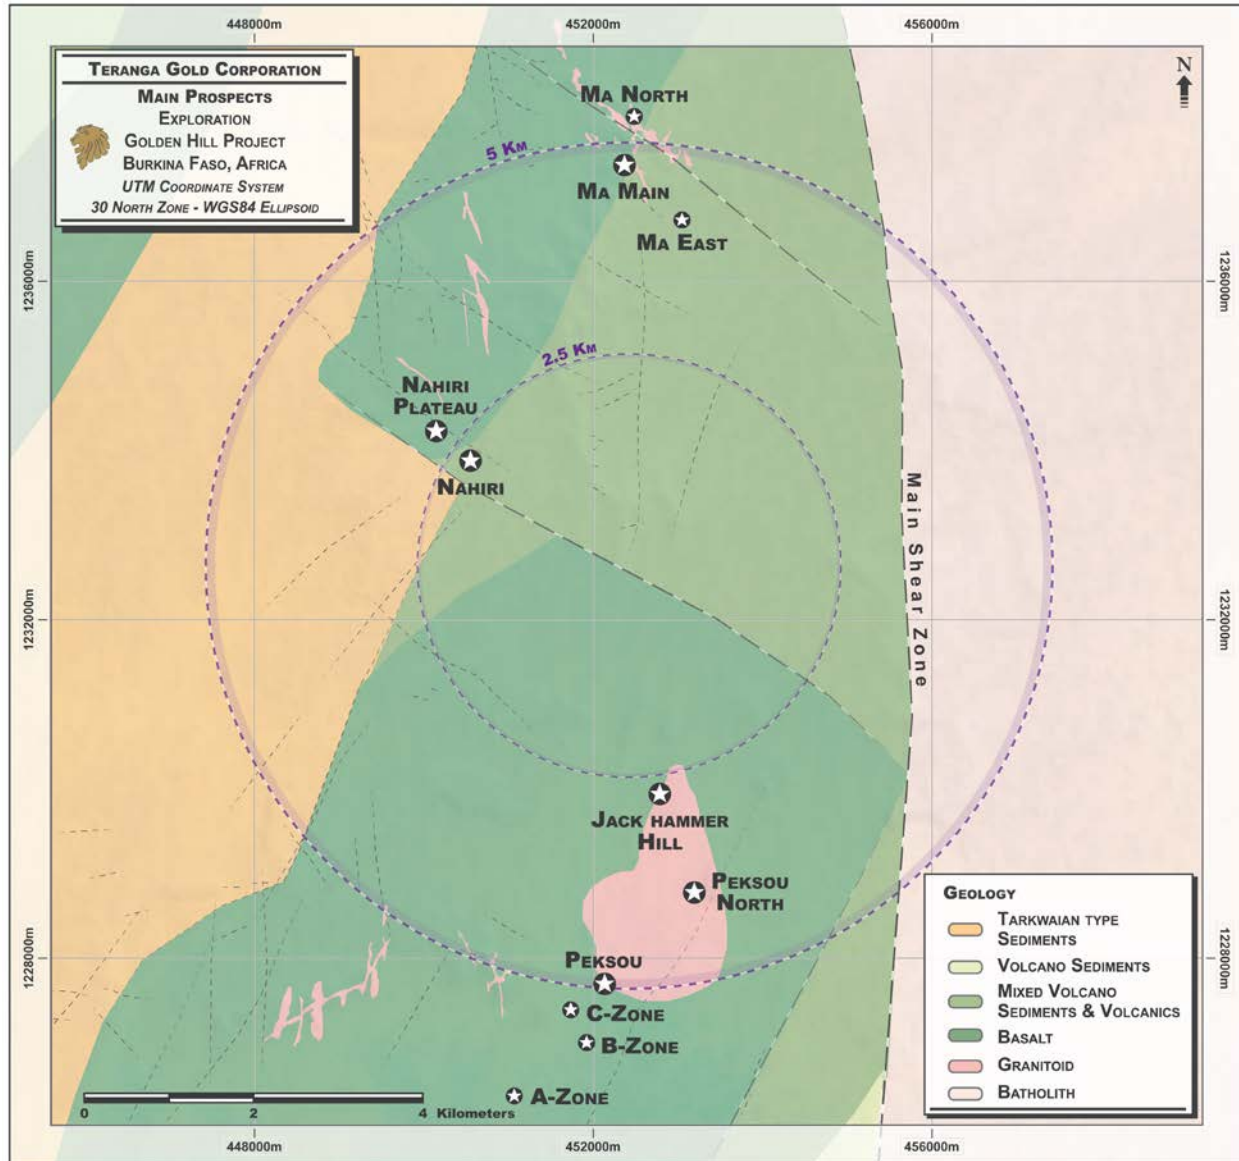 448000m
452000m
456000m
TERANGA GOLD CORPORATION
MAIN PROSPECTS
EXPLORATION
GOLDEN HILL PROJECT
BURKINA FASO, AFRICA
UTM COORDINATE SYSTEM
30 NORTH ZONE - WGS84 ELLIPSOID
N
MA NORTH
5 KM
MA MAIN
MA EAST
1236000m
1236000m
2.5 KM
NAHIRI
PLATEAU
NAHIRI
Main Shear Zone
1232000m
1232000m
JACK HAMMER
HILL
PEKSOU
NORTH
PEKSOU
C-ZONE
B-ZONE
A-ZONE
1228000m
1228000m
GEOLOGY
TARKWAIAN TYPE
SEDIMENTS
VOLCANO SEDIMENTS
MIXED VOLCANO
SEDIMENTS & VOLCANICS
BASALT
GRANITOID
BATHOLITH
0
2
4
Kilometers
448000m
452000m
456000m